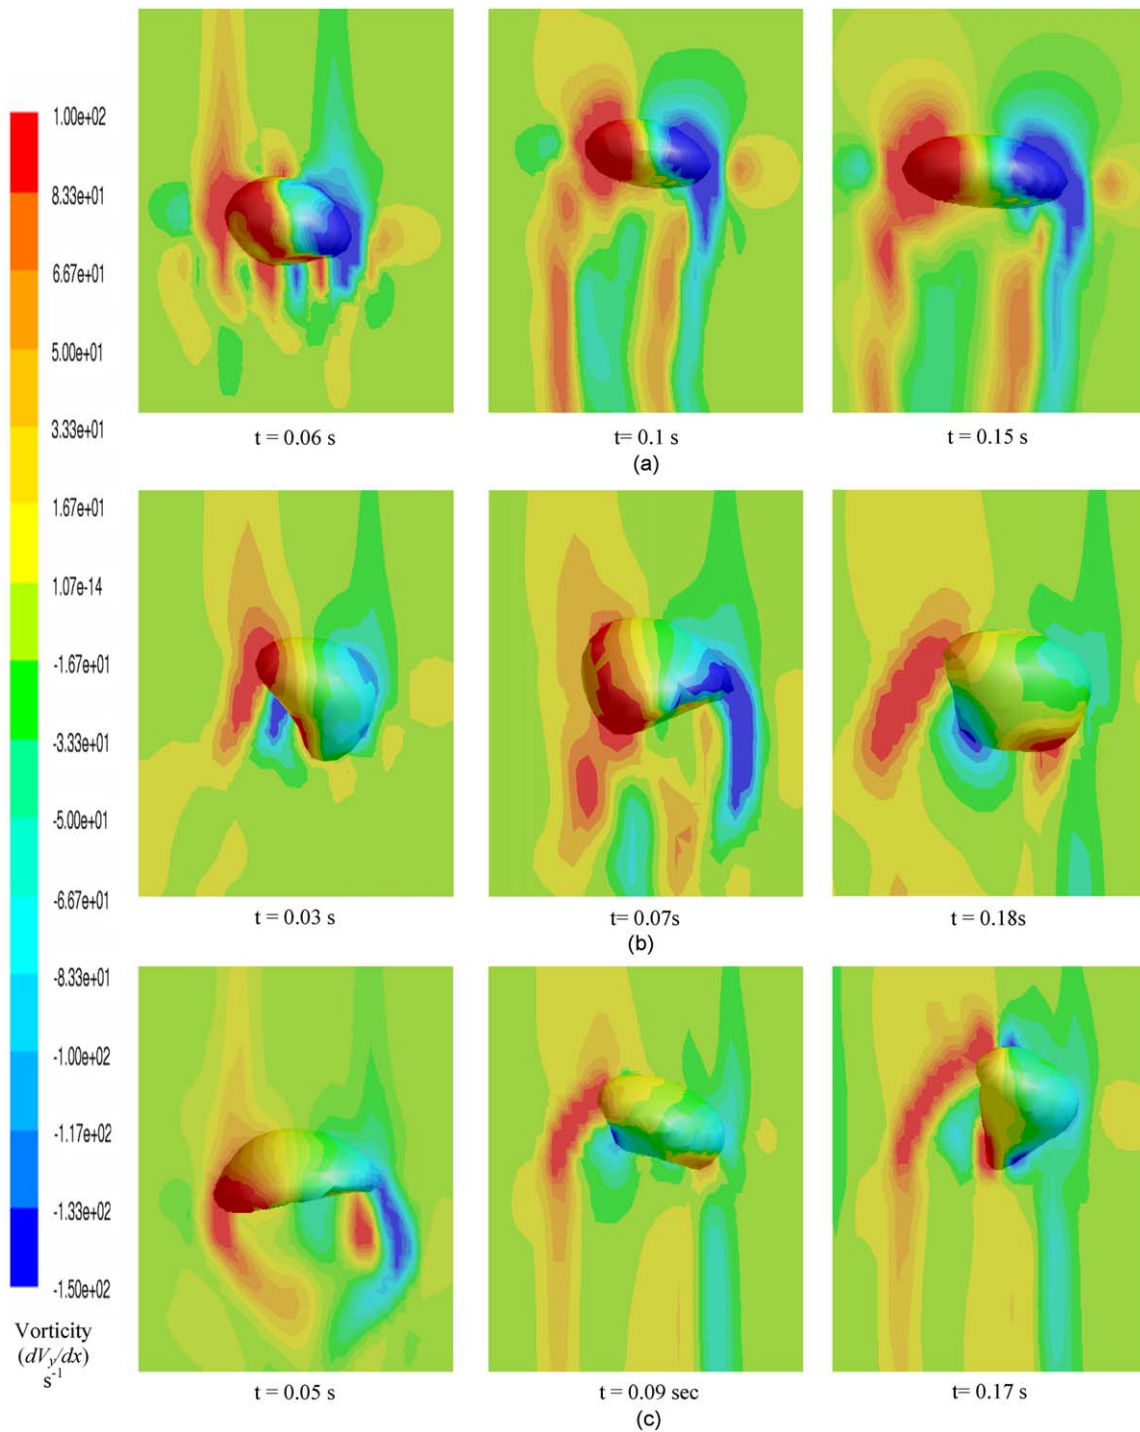 1.00e+02
8.33e+01
6.67e+01
5.00e+01
3.33e+01
1.67e+01
1.07e-14
-1.67e+01
-3.33e+01
-5.00e+01
-6.67e+01
-8.33e+01
-1.00e+02
-1.17e+02
-1.33e+02
-1.50e+02
Vorticity
(dVy/dx)
s-1
t = 0.06 s
t= 0.1 s
t = 0.15 s
(a)
t = 0.03 s
t= 0.07s
t = 0.18s
(b)
t = 0.05 s
t = 0.09 sec
t= 0.17 s
(c)